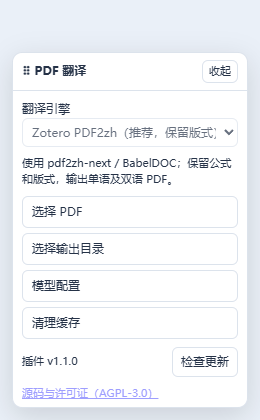 ⠿ PDF 翻译
收起
翻译引擎
Zotero PDF2zh（推荐，保留版式）
使用 pdf2zh-next / BabelDOC；保留公式
和版式，输出单语及双语 PDF。
选择 PDF
选择输出目录
模型配置
清理缓存
插件 v1.1.0
检查更新
源码与许可证（AGPL-3.0）